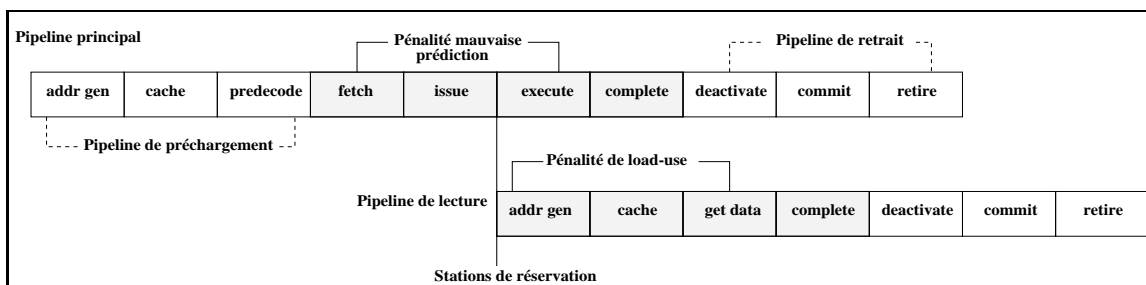 Pipeline principal
Pénalité mauvaise
prédiction
Pipeline de retrait
addr gen cache predecode fetch issue execute complete deactivate commit retire
Pipeline de préchargement
Pénalité de load-use
Pipeline de lecture
addr gen cache get data complete deactivate commit retire
Stations de réservation